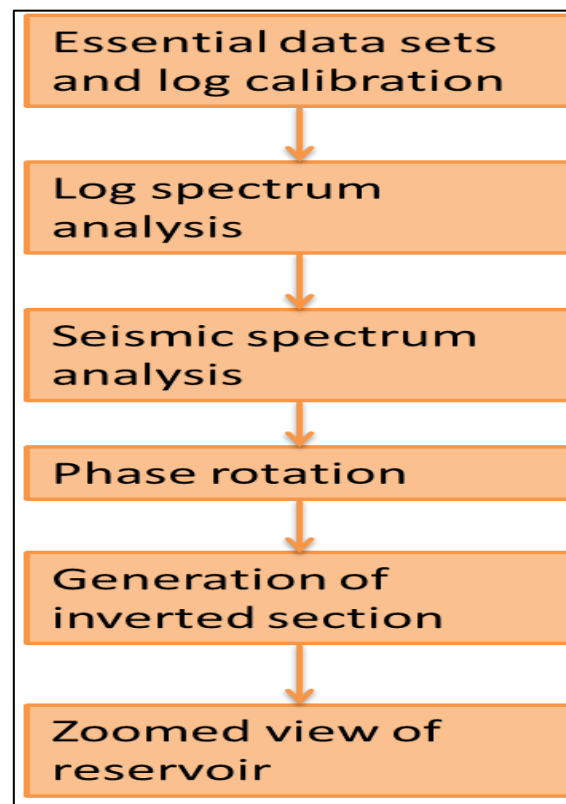 Essential data sets
and log calibration
Log spectrum
analysis
Seismic spectrum
analysis
Phase rotation
Generation of
inverted section
Zoomed view of
reservoir